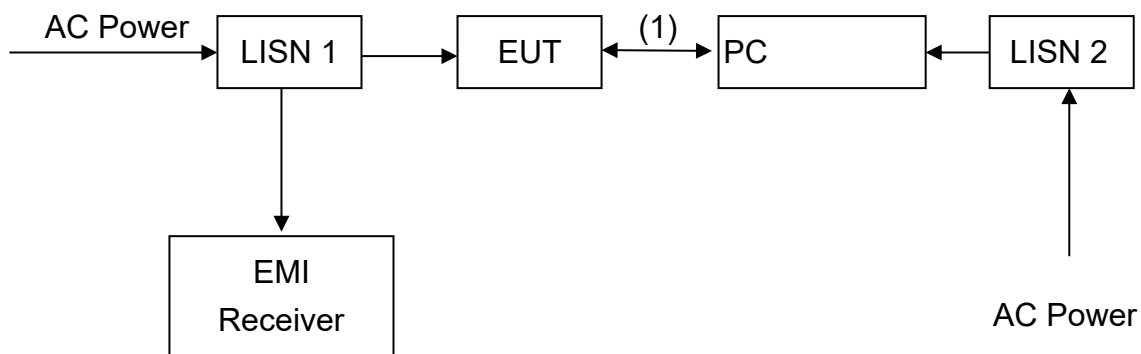 AC Power
LISN 1
EUT
(1)
PC
LISN 2
EMI
Receiver
AC Power